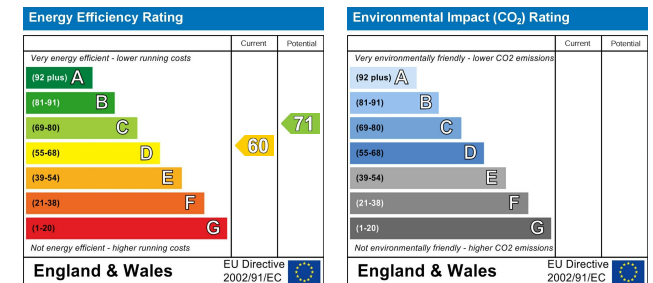 Energy Efficiency Rating
Current Potential
Very energy efficient - lower running costs
(92 plus) A
(81-91) B
(69-80) C
(55-68) D
(39-54) E
(21-38) F
(1-20) G
60
71
Not energy efficient - higher running costs
England & Wales
EU Directive
2002/91/EC
Environmental Impact (CO₂) Rating
Current Potential
Very environmentally friendly - lower CO2 emissions
(92 plus) A
(81-91) B
(69-80) C
(55-68) D
(39-54) E
(21-38) F
(1-20) G
Not environmentally friendly - higher CO2 emissions
England & Wales
EU Directive
2002/91/EC